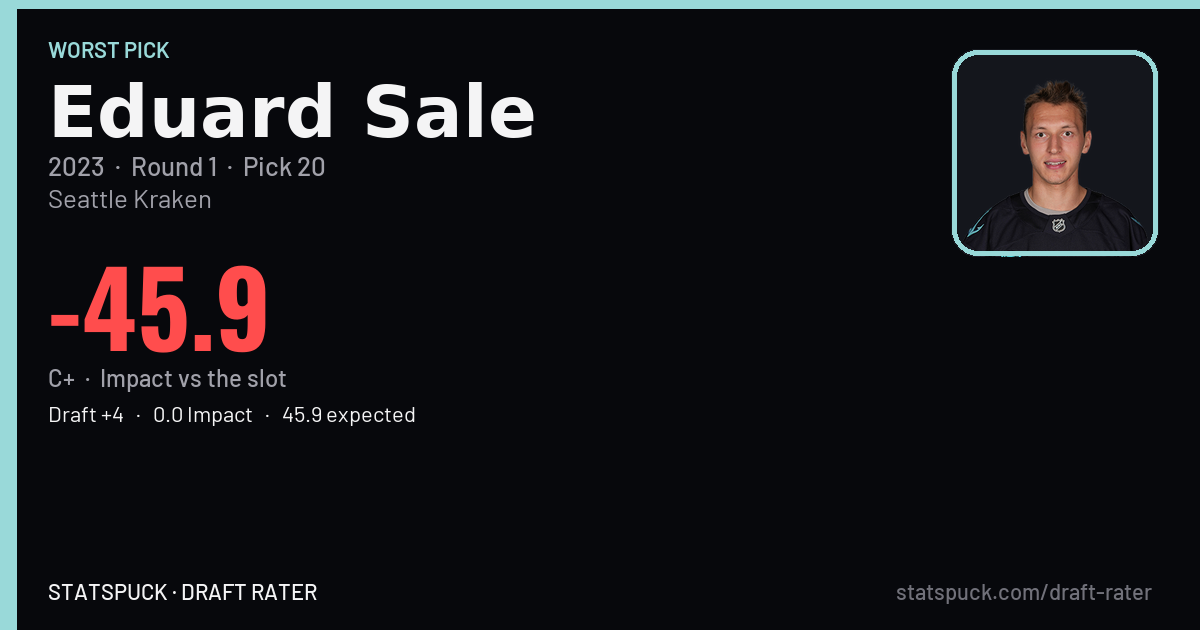 WORST PICK
Eduard Sale
2023 · Round 1 · Pick 20
Seattle Kraken
-45.9
C+ · Impact vs the slot
Draft +4 · 0.0 Impact · 45.9 expected
STATSPUCK · DRAFT RATER
statspuck.com/draft-rater